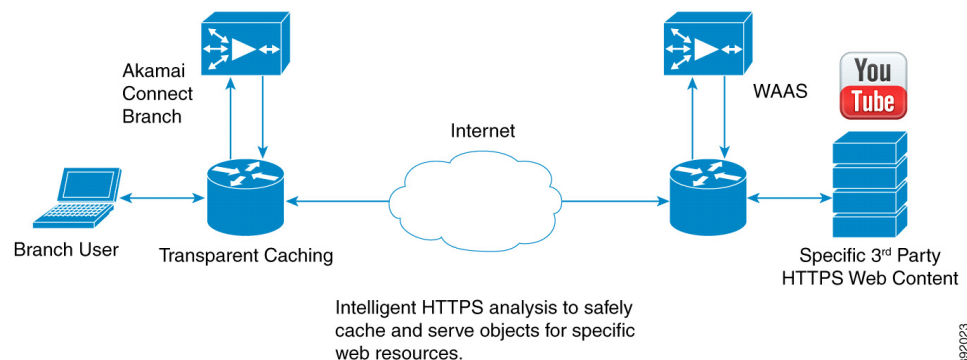 Akamai
Connect
Branch
WAAS
You
Tube
Internet
Branch User
Transparent Caching
Specific 3rd Party
HTTPS Web Content
Intelligent HTTPS analysis to safely
cache and serve objects for specific
web resources.